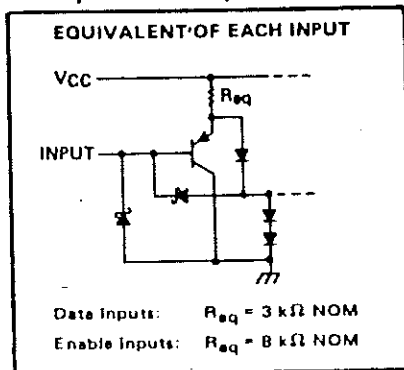 EQUIVALENT OF EACH INPUT
VCC
Req
INPUT
Data Inputs: Req = 3 kΩ NOM
Enable Inputs: Req = 8 kΩ NOM